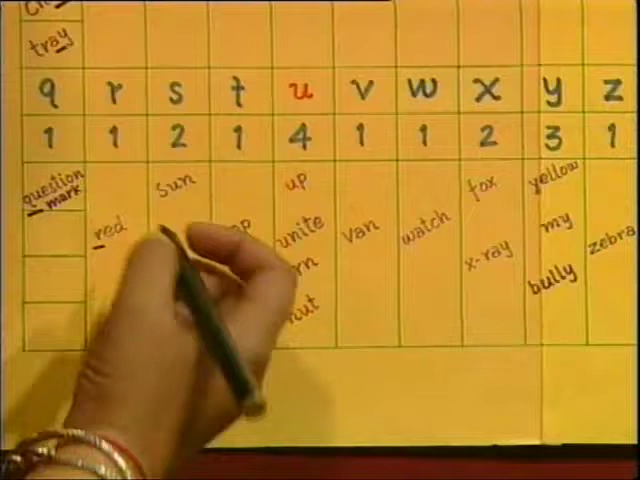 tray
q r s t u v w x y z
1 1 2 1 4 1 1 2 3 1
question mark
red
sun
up
unite
van
watch
fox
x-ray
yellow
my
bully
zebra